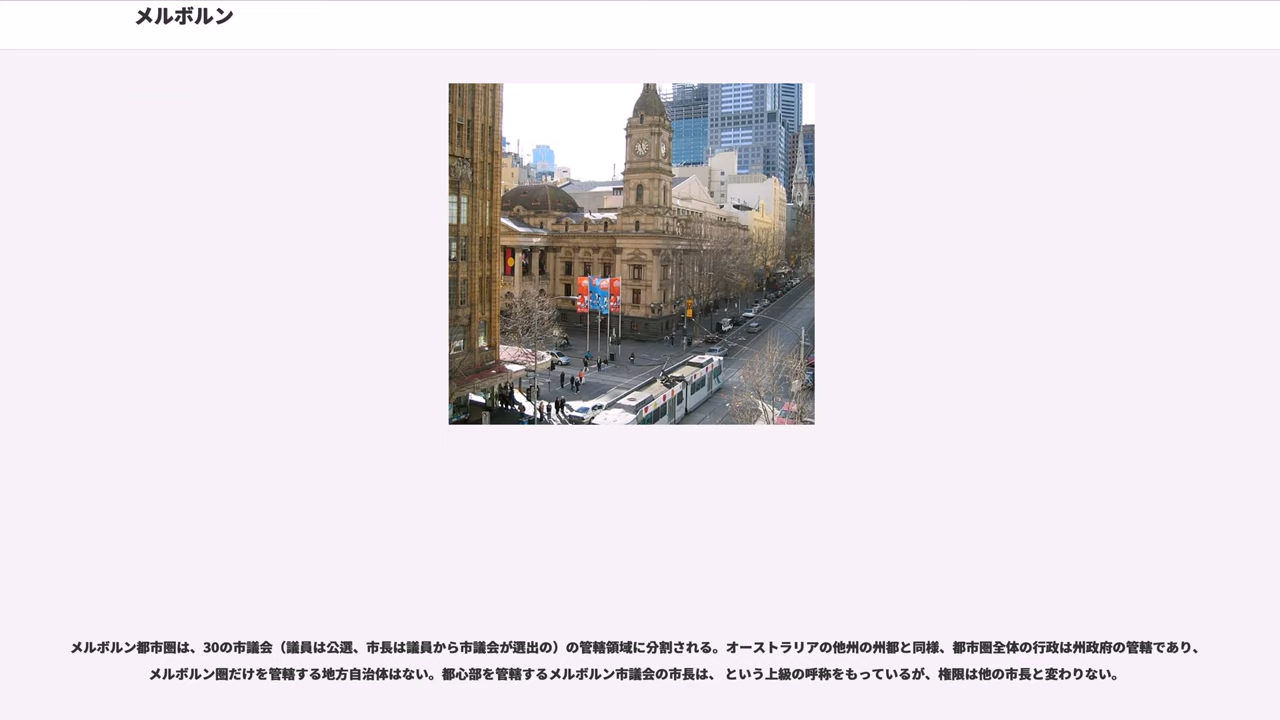 メルボルン
メルボルン都市圏は、30の市議会（議員は公選、市長は議員から市議会が選出の）の管轄領域に分割される。オーストラリアの他州の州都と同様、都市圏全体の行政は州政府の管轄であり、
メルボルン圏だけを管轄する地方自治体はない。都心部を管轄するメルボルン市議会の市長は、 という上級の呼称をもっているが、権限は他の市長と変わりない。